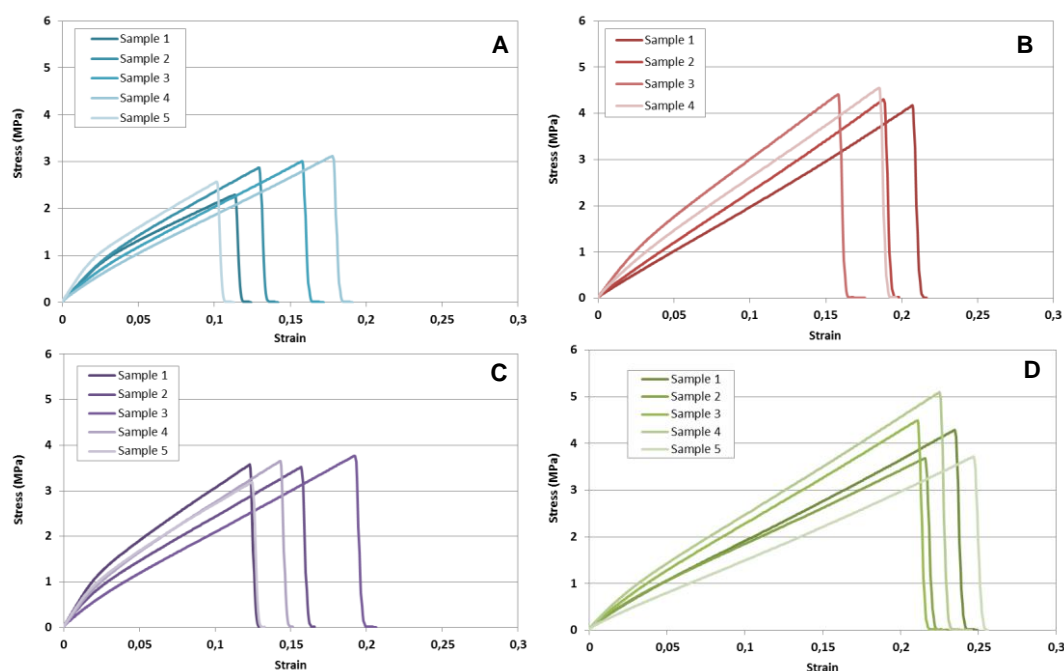 A
Sample 1
Sample 2
Sample 3
Sample 4
Sample 5
Stress (MPa)
6
5
4
3
2
1
0
0 0,05 0,1 0,15 0,2 0,25 0,3
Strain
B
Sample 1
Sample 2
Sample 3
Sample 4
Stress (MPa)
6
5
4
3
2
1
0
0 0,05 0,1 0,15 0,2 0,25 0,3
Strain
C
Sample 1
Sample 2
Sample 3
Sample 4
Sample 5
Stress (MPa)
6
5
4
3
2
1
0
0 0,05 0,1 0,15 0,2 0,25 0,3
Strain
D
Sample 1
Sample 2
Sample 3
Sample 4
Sample 5
Stress (MPa)
6
5
4
3
2
1
0
0 0,05 0,1 0,15 0,2 0,25 0,3
Strain